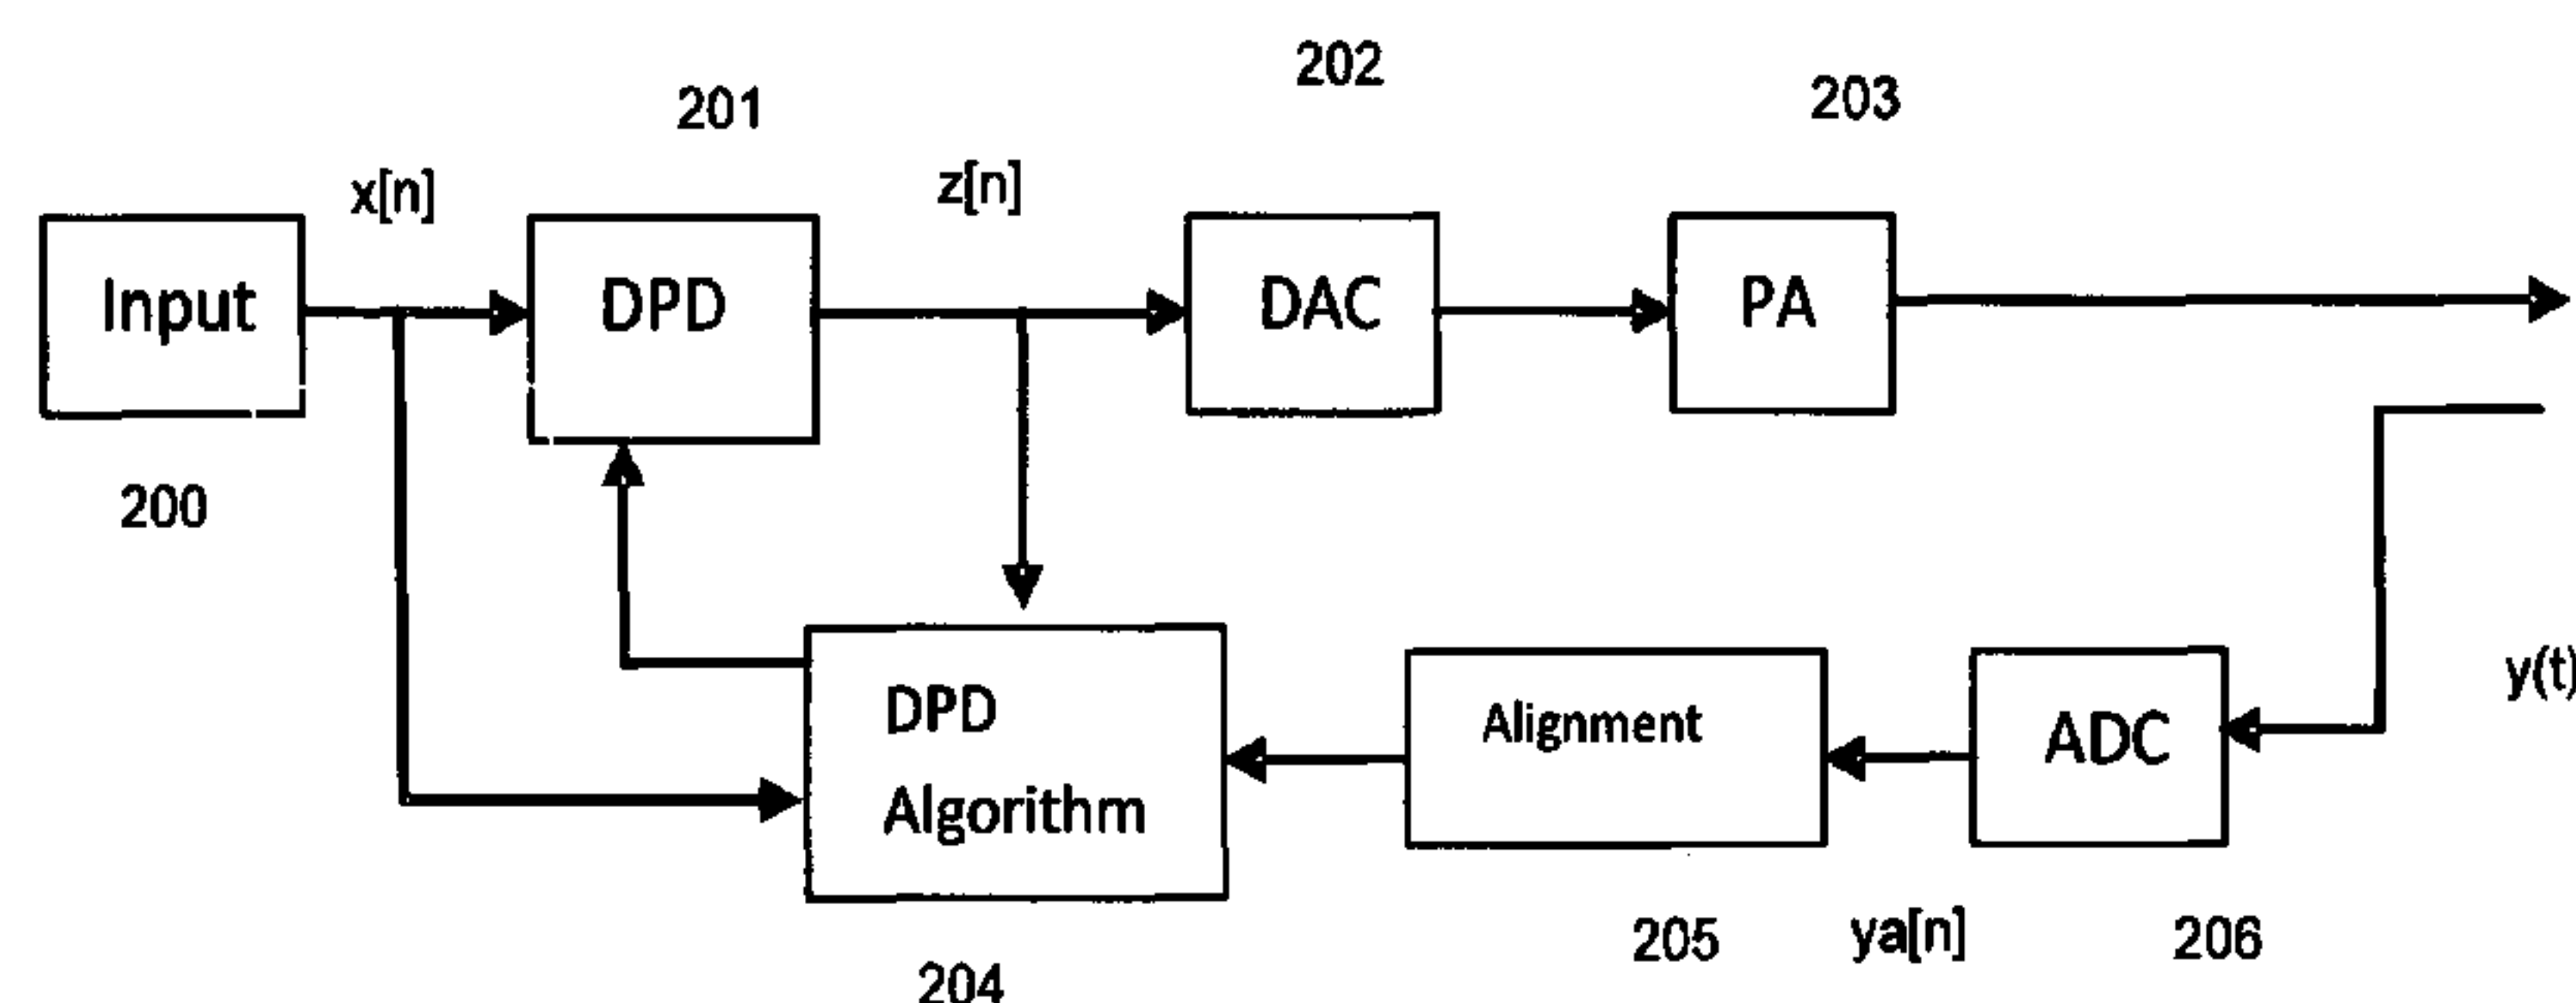 202
203
201
x[n]
z[n]
Input
DPD
DAC
PA
200
y(t)
DPD
Algorithm
Alignment
ADC
205
ya[n]
206
204